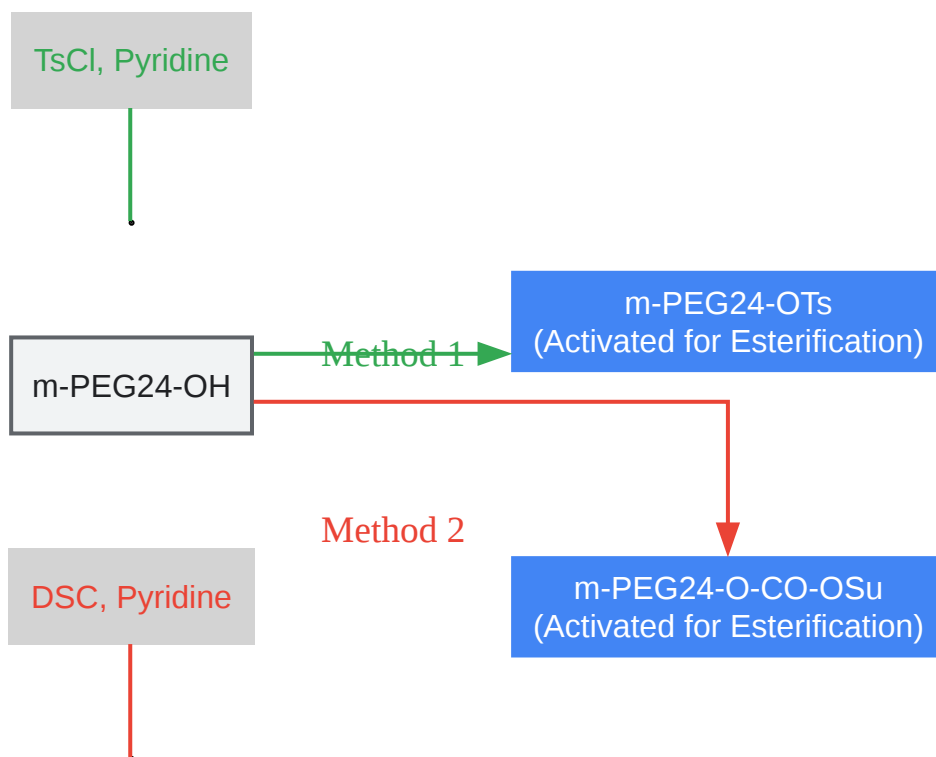 TsCl, Pyridine
m-PEG24-OTs
(Activated for Esterification)
Method 1
m-PEG24-OH
Method 2
DSC, Pyridine
m-PEG24-O-CO-OSu
(Activated for Esterification)